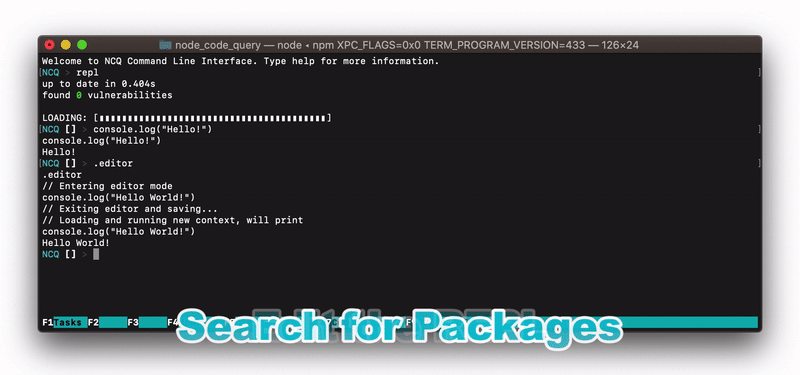 node_code_query — node ◂ npm XPC_FLAGS=0x0 TERM_PROGRAM_VERSION=433 — 126×24
Welcome to NCQ Command Line Interface. Type help for more information.
[NCQ > repl ]
up to date in 0.404s
found 0 vulnerabilities
LOADING: [▮▮▮▮▮▮▮▮▮▮▮▮▮▮▮▮▮▮▮▮▮▮▮▮▮▮▮▮▮▮▮▮▮▮▮▮▮▮▮▮]
[NCQ [] > console.log("Hello!") ]
console.log("Hello!")
Hello!
[NCQ [] > .editor ]
.editor
// Entering editor mode
console.log("Hello World!")
// Exiting editor and saving...
// Loading and running new context, will print
console.log("Hello World!")
Hello World!
NCQ [] >
F1Tasks F2 F3 F4
Search for Packages